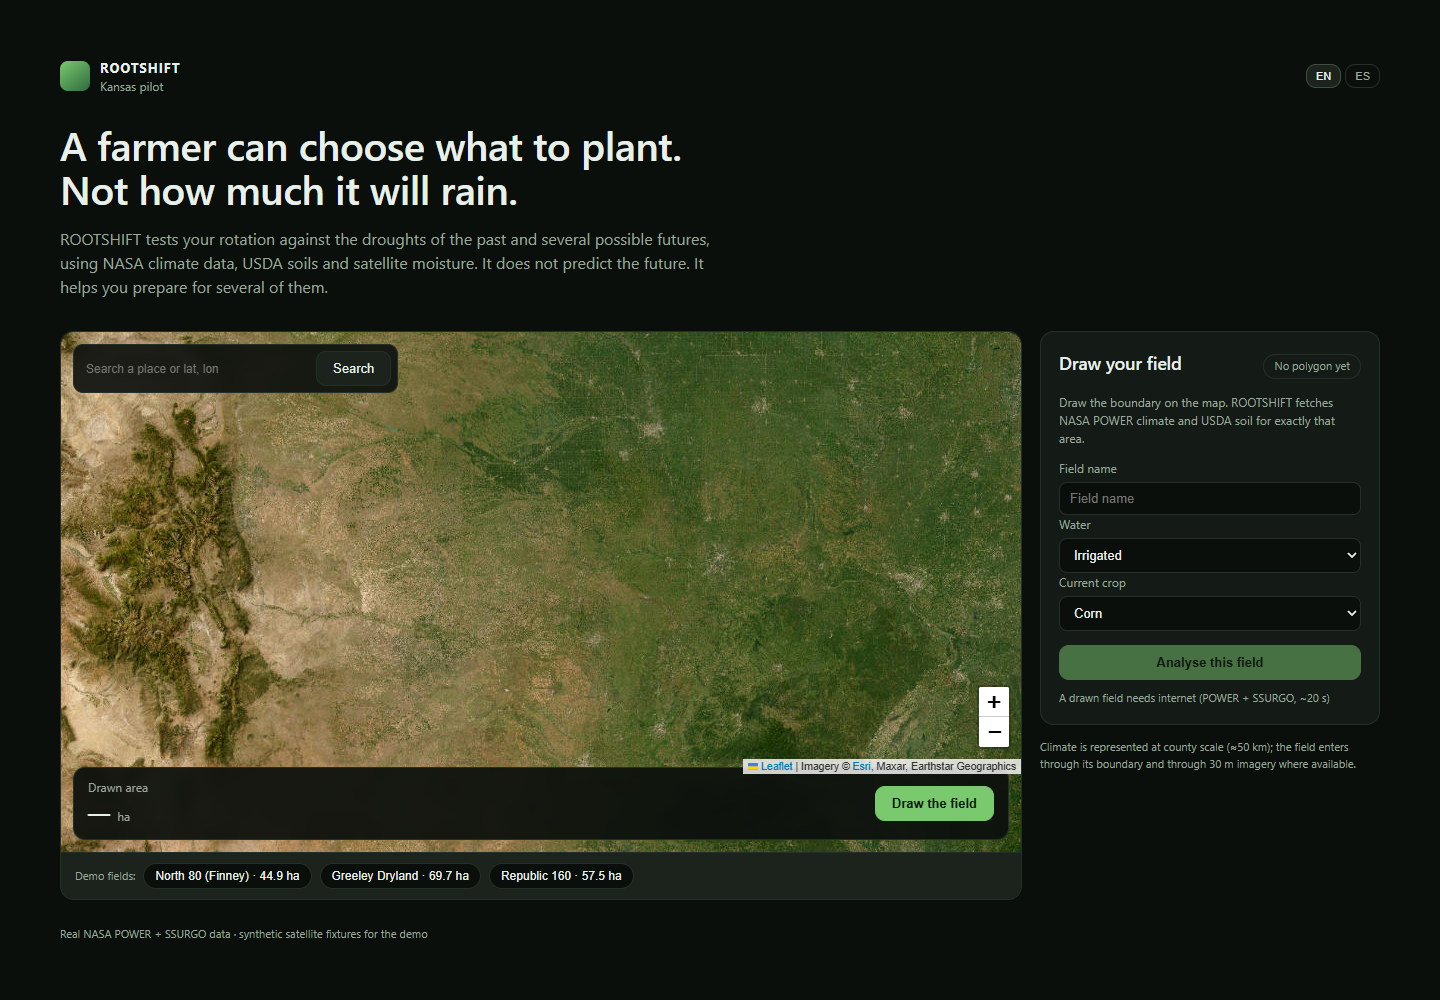 ROOTSHIFT
Kansas pilot
EN
ES
A farmer can choose what to plant.
Not how much it will rain.
ROOTSHIFT tests your rotation against the droughts of the past and several possible futures,
using NASA climate data, USDA soils and satellite moisture. It does not predict the future. It
helps you prepare for several of them.
Search a place or lat, lon
Search
+
−
Leaflet | Imagery © Esri, Maxar, Earthstar Geographics
Drawn area
— ha
Draw the field
Demo fields:
North 80 (Finney) · 44.9 ha
Greeley Dryland · 69.7 ha
Republic 160 · 57.5 ha
Draw your field
No polygon yet
Draw the boundary on the map. ROOTSHIFT fetches
NASA POWER climate and USDA soil for exactly that
area.
Field name
Field name
Water
Irrigated
Current crop
Corn
Analyse this field
A drawn field needs internet (POWER + SSURGO, ~20 s)
Climate is represented at county scale (≈50 km); the field enters
through its boundary and through 30 m imagery where available.
Real NASA POWER + SSURGO data · synthetic satellite fixtures for the demo